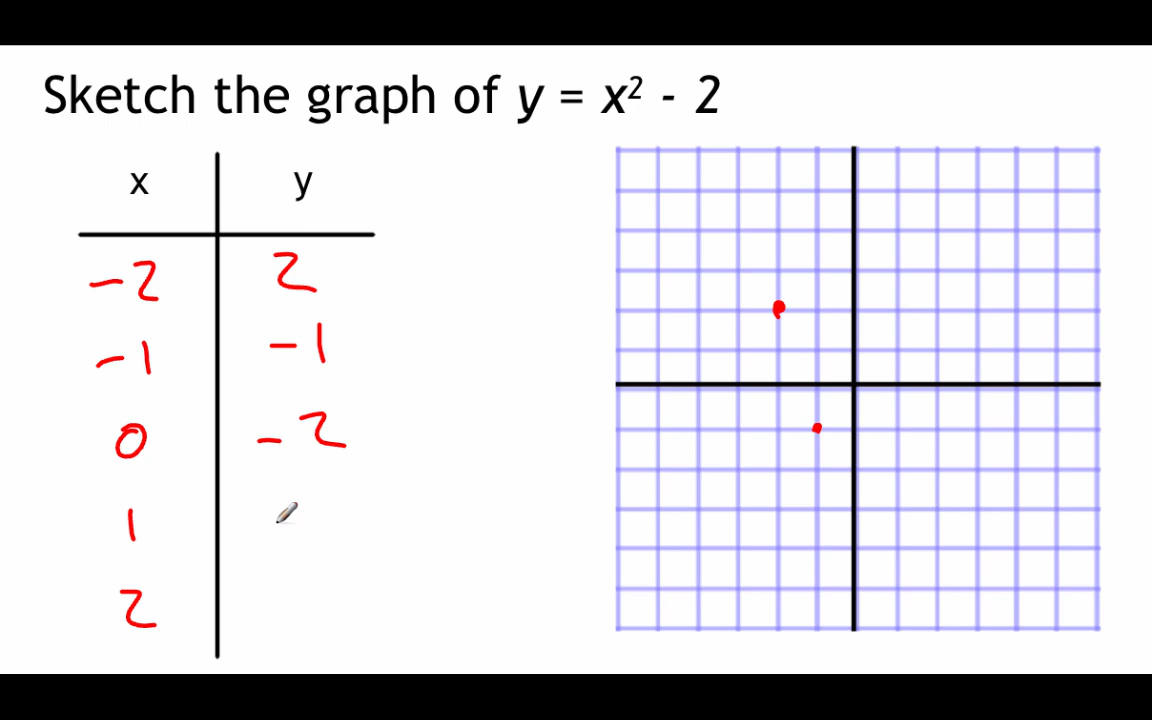 Sketch the graph of y = x² - 2
x y
-2 2
-1 -1
0 -2
1
2